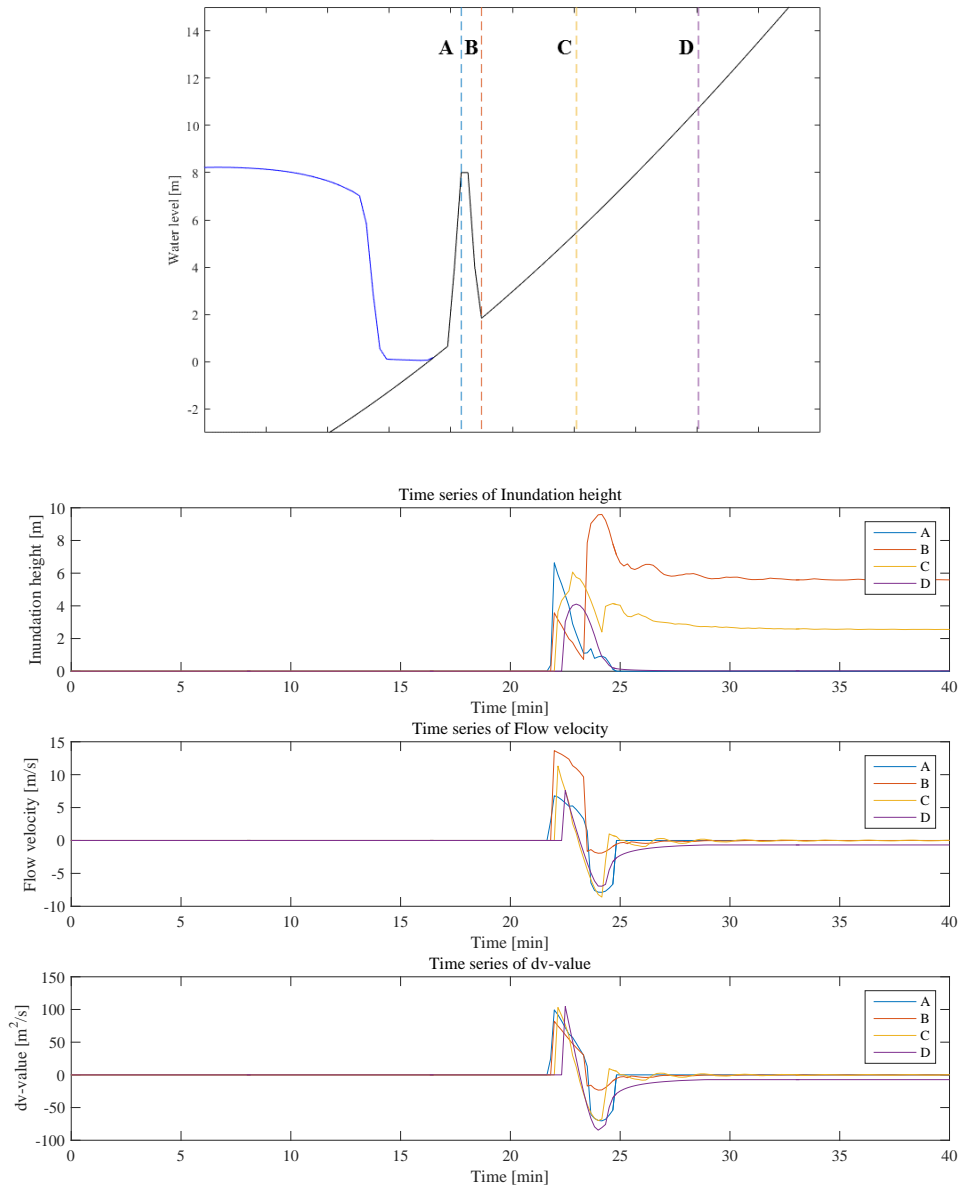 14
12
10
8
6
4
2
0
-2
Water level [m]
A B C D
Time series of Inundation height
10
8
6
4
2
0
Inundation height [m]
A
B
C
D
0 5 10 15 20 25 30 35 40
Time [min]
Time series of Flow velocity
15
10
5
0
-5
-10
Flow velocity [m/s]
A
B
C
D
0 5 10 15 20 25 30 35 40
Time [min]
Time series of dv-value
150
100
50
0
-50
-100
dv-value [m²/s]
A
B
C
D
0 5 10 15 20 25 30 35 40
Time [min]